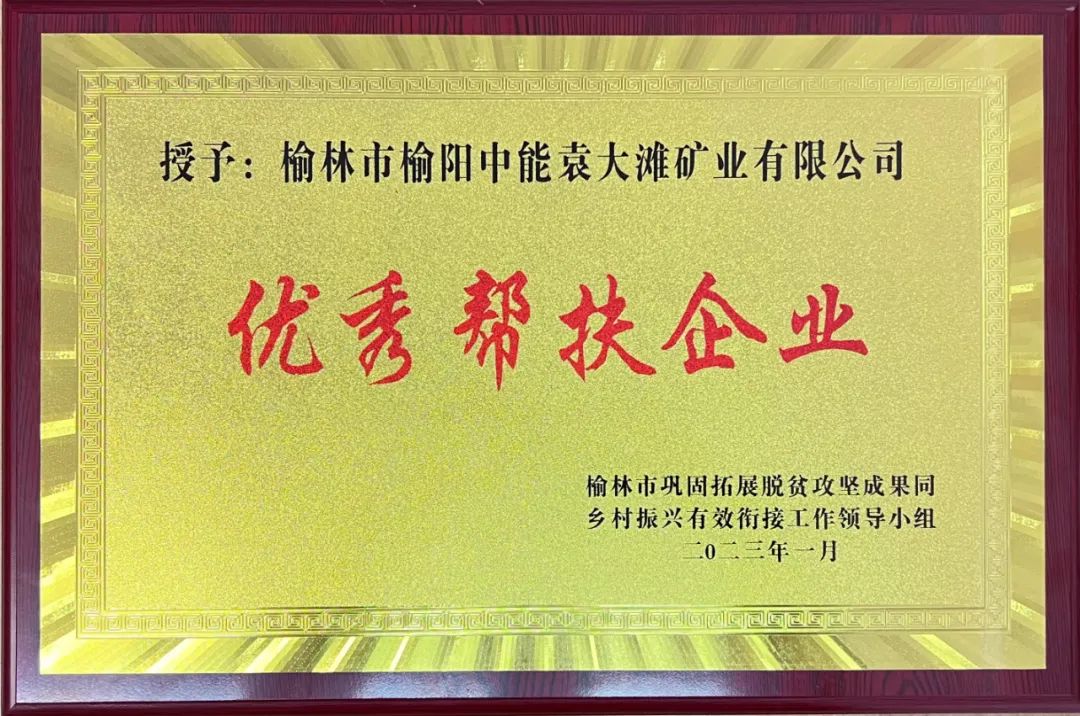 授予：榆林市榆阳中能袁大滩矿业有限公司
优秀帮扶企业
榆林市巩固拓展脱贫攻坚成果同
乡村振兴有效衔接工作领导小组
二0二三年一月